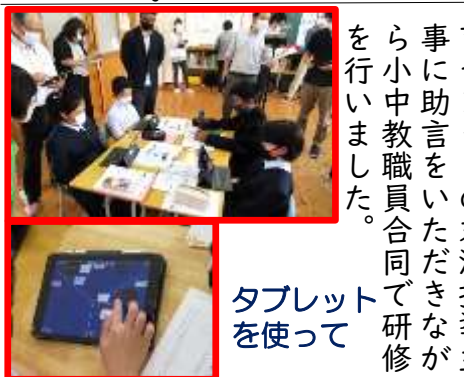 事に助言をいただきなが
ら小中教職員合同で研修
を行いました。
タブレット
を使って